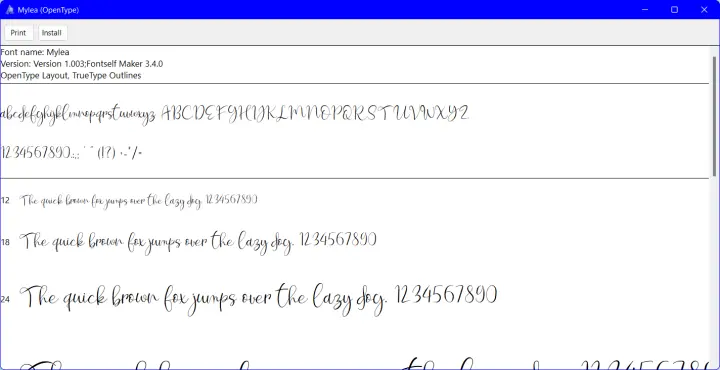 Mylea (OpenType)
Print Install
Font name: Mylea
Version: Version 1.003;Fontself Maker 3.4.0
OpenType Layout, TrueType Outlines
abcdefghijklmnopqrstuvwxyz ABCDEFGHIJKLMNOPQRSTUVWXYZ
1234567890.:,; ' " (!?) +-*/=
12 The quick brown fox jumps over the lazy dog. 1234567890
18 The quick brown fox jumps over the lazy dog. 1234567890
24 The quick brown fox jumps over the lazy dog. 1234567890